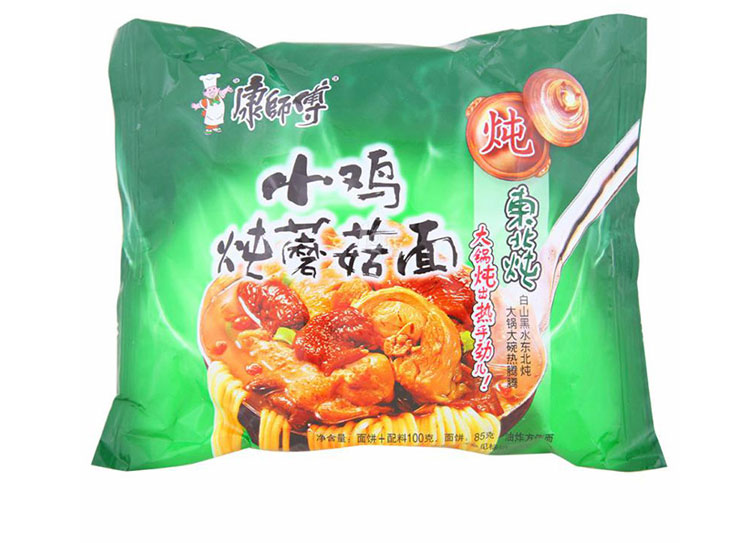 康師傅
小鸡
炖蘑菇面
炖
東北炖
大锅炖出热乎劲儿！
白山黑水东北炖
大锅大碗热腾腾
净含量：面饼+配料100克，面饼：85克